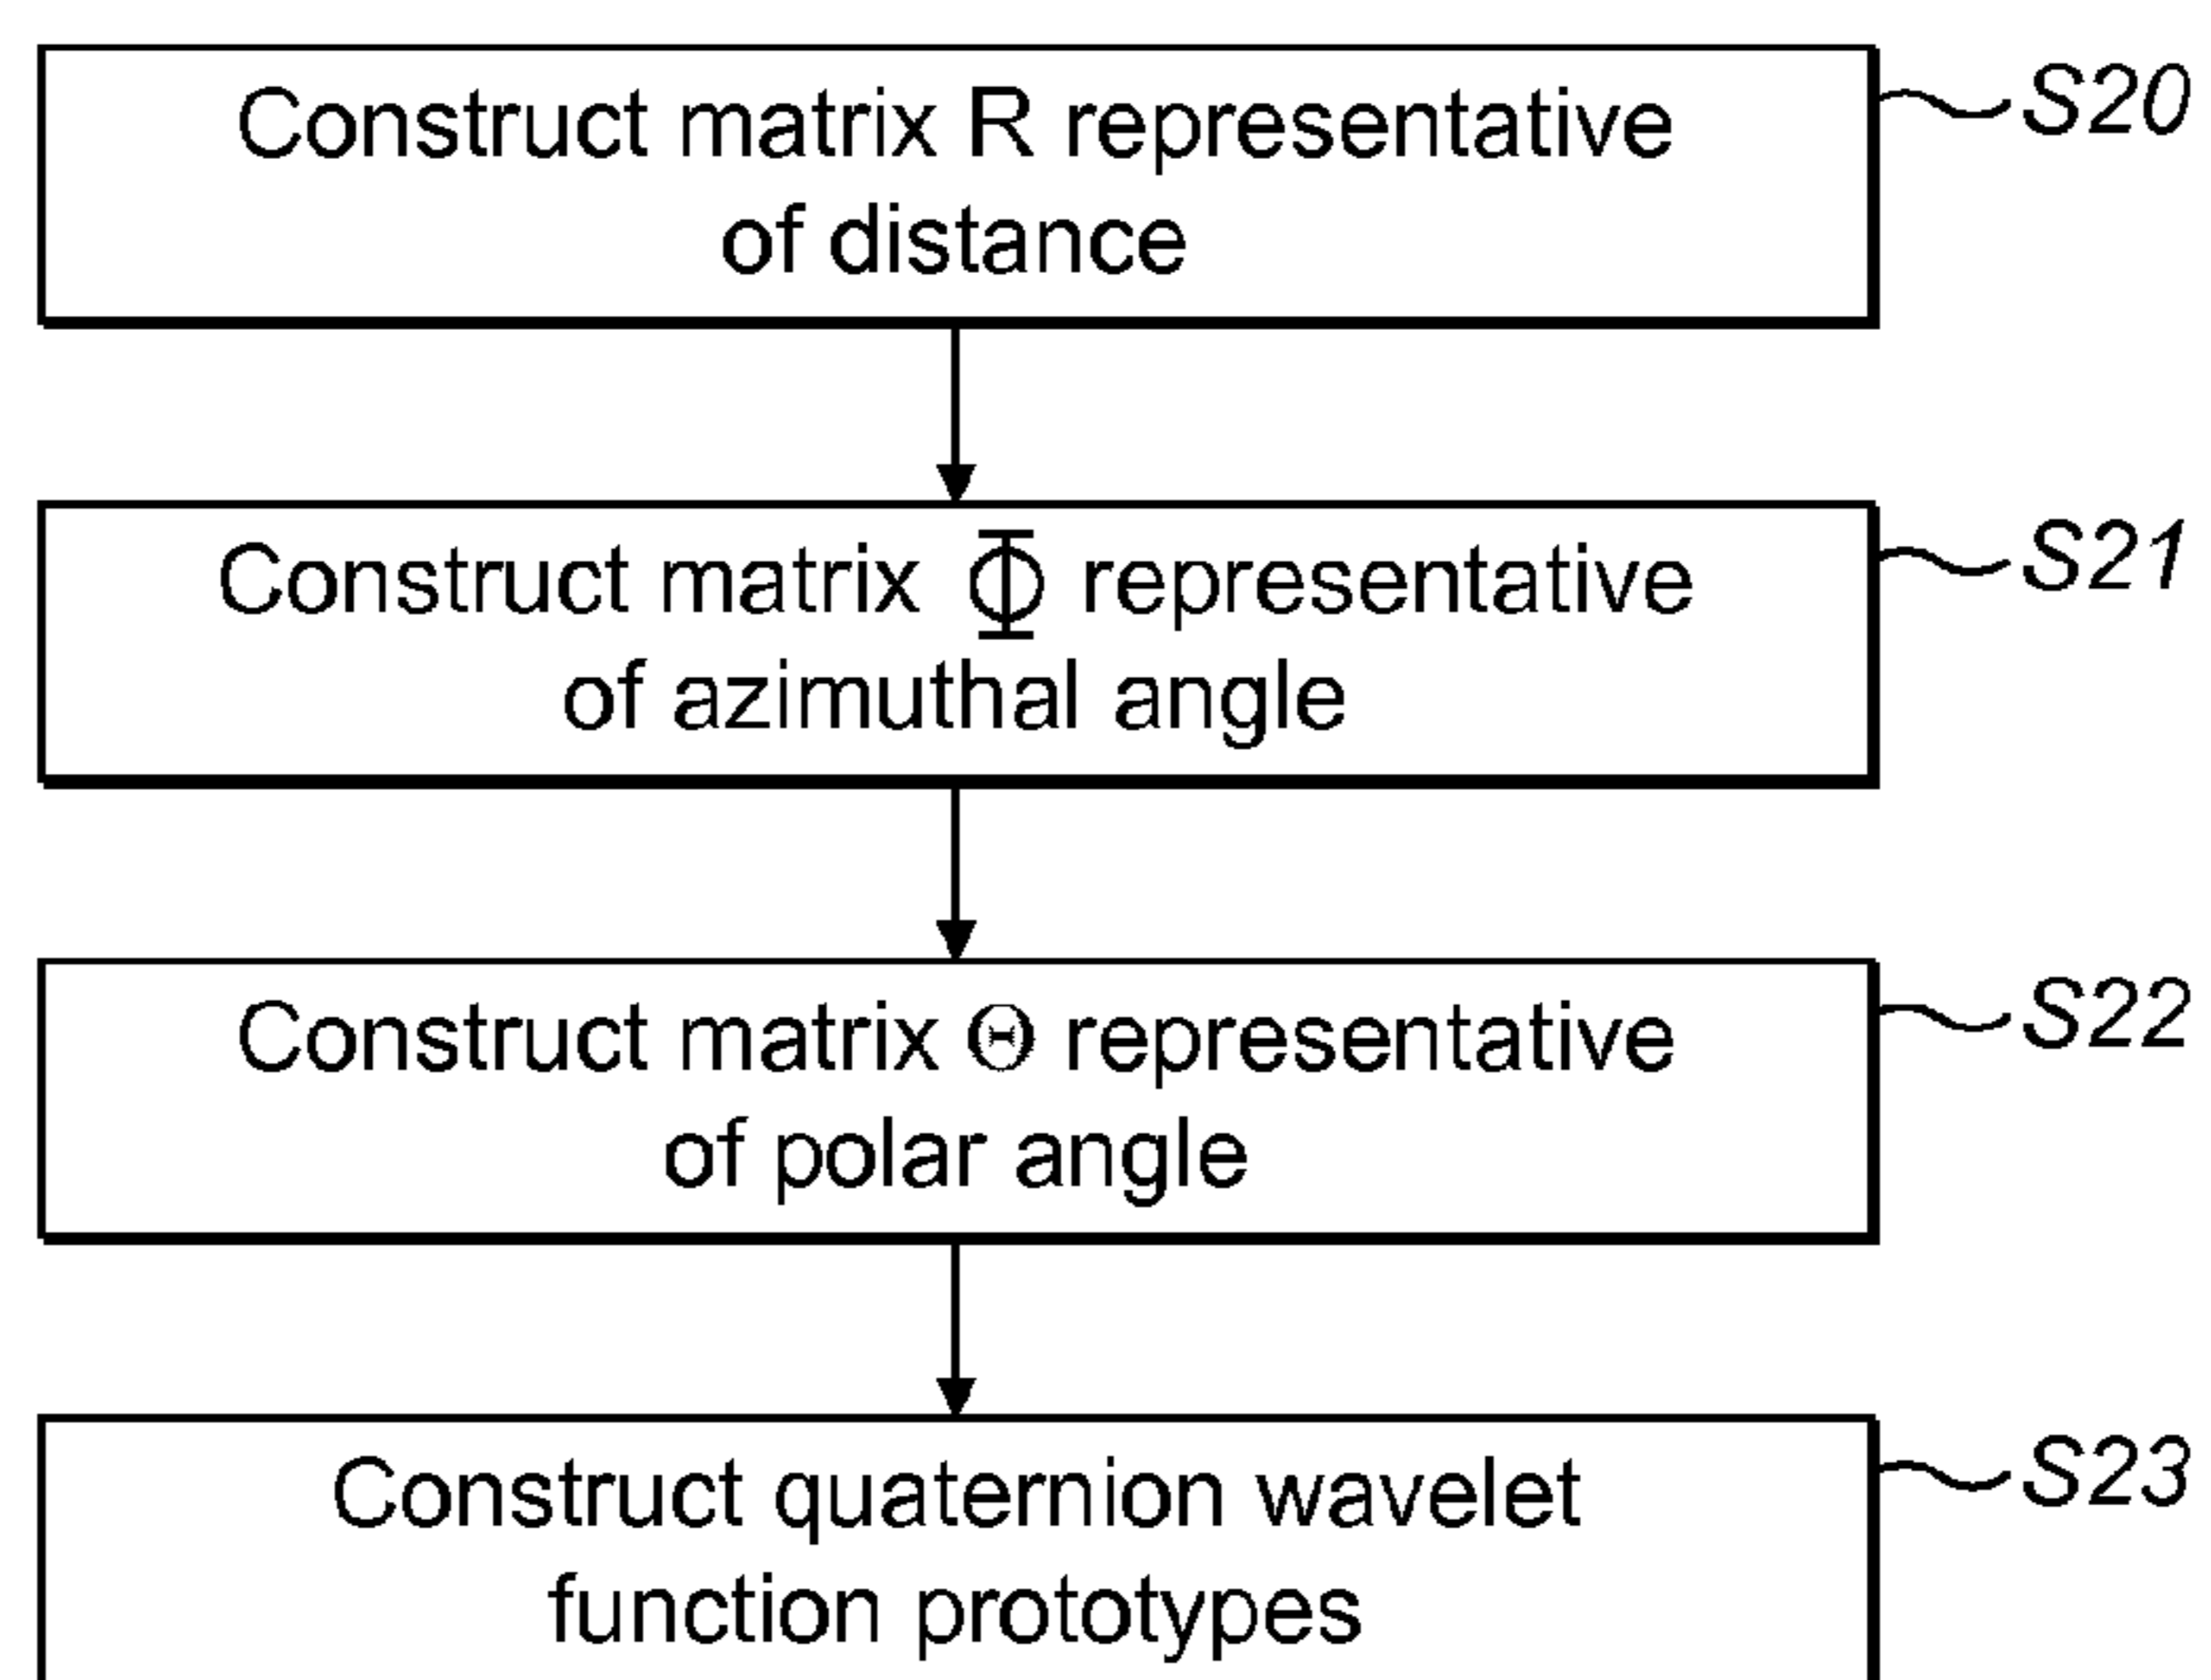 Construct matrix R representative
of distance
S20
Construct matrix Φ representative
of azimuthal angle
S21
Construct matrix Θ representative
of polar angle
S22
Construct quaternion wavelet
function prototypes
S23